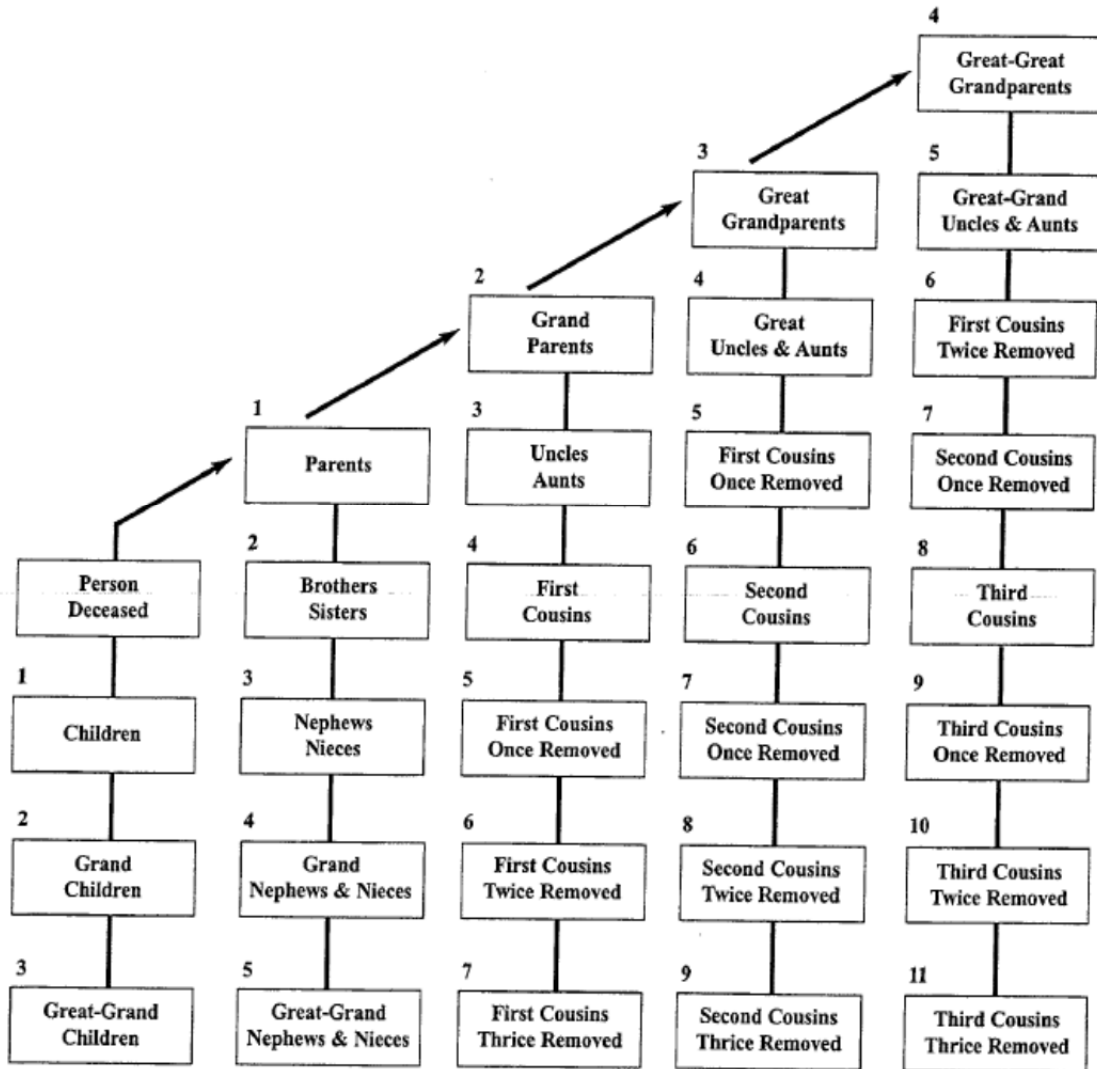 4
Great-Great
Grandparents
3
Great
Grandparents
5
Great-Grand
Uncles & Aunts
2
Grand
Parents
4
Great
Uncles & Aunts
6
First Cousins
Twice Removed
1
Parents
3
Uncles
Aunts
5
First Cousins
Once Removed
7
Second Cousins
Once Removed
Person
Deceased
2
Brothers
Sisters
4
First
Cousins
6
Second
Cousins
8
Third
Cousins
1
Children
3
Nephews
Nieces
5
First Cousins
Once Removed
7
Second Cousins
Once Removed
9
Third Cousins
Once Removed
2
Grand
Children
4
Grand
Nephews & Nieces
6
First Cousins
Twice Removed
8
Second Cousins
Twice Removed
10
Third Cousins
Twice Removed
3
Great-Grand
Children
5
Great-Grand
Nephews & Nieces
7
First Cousins
Thrice Removed
9
Second Cousins
Thrice Removed
11
Third Cousins
Thrice Removed